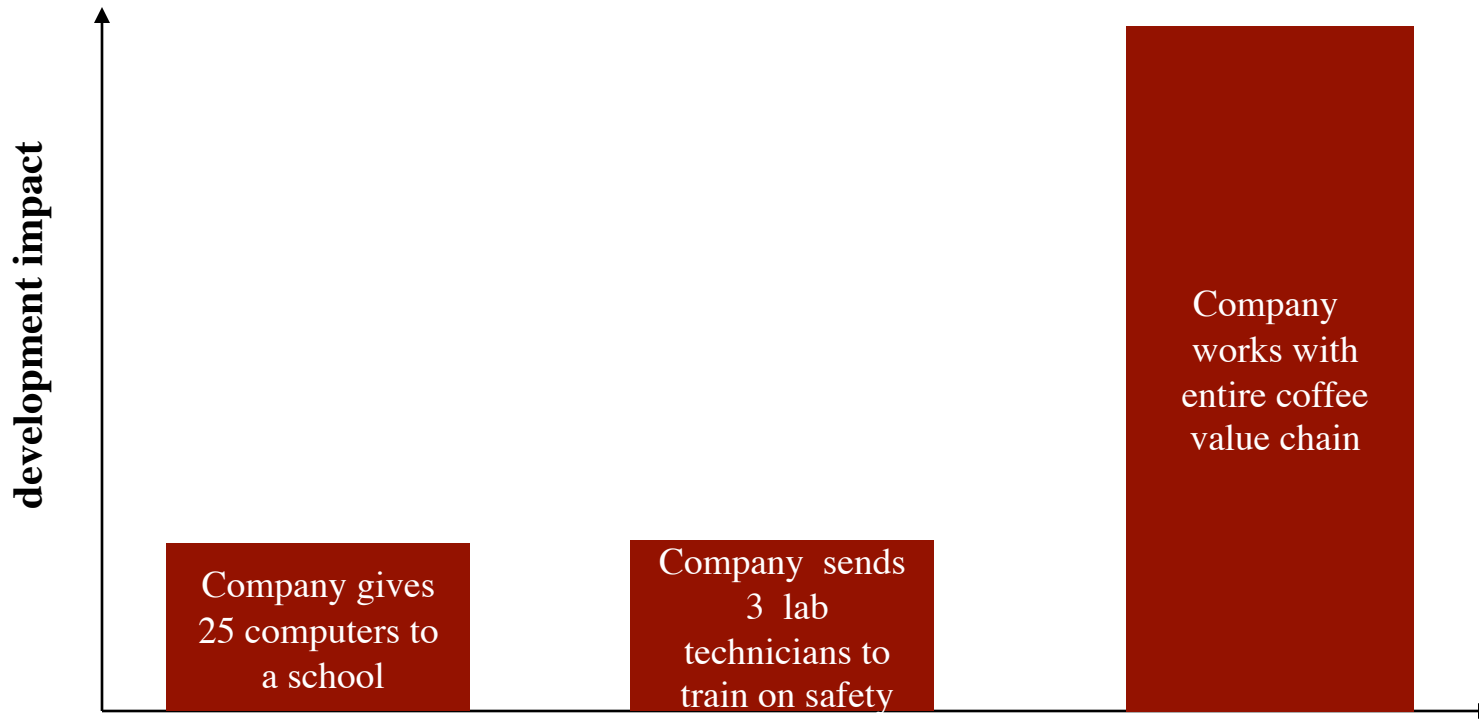 development impact
Company gives
25 computers to
a school
Company  sends
3  lab
technicians to
train on safety
Company
works with
entire coffee
value chain